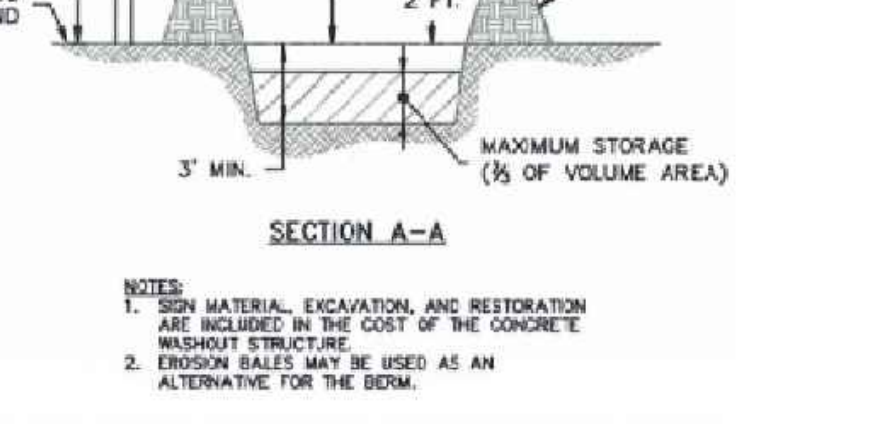 ND
2 FT.
3' MIN.
MAXIMUM STORAGE
(⅔ OF VOLUME AREA)
SECTION A-A
NOTES:
1. SIGN MATERIAL, EXCAVATION, AND RESTORATION
ARE INCLUDED IN THE COST OF THE CONCRETE
WASHOUT STRUCTURE.
2. EROSION BALES MAY BE USED AS AN
ALTERNATIVE FOR THE BERM.